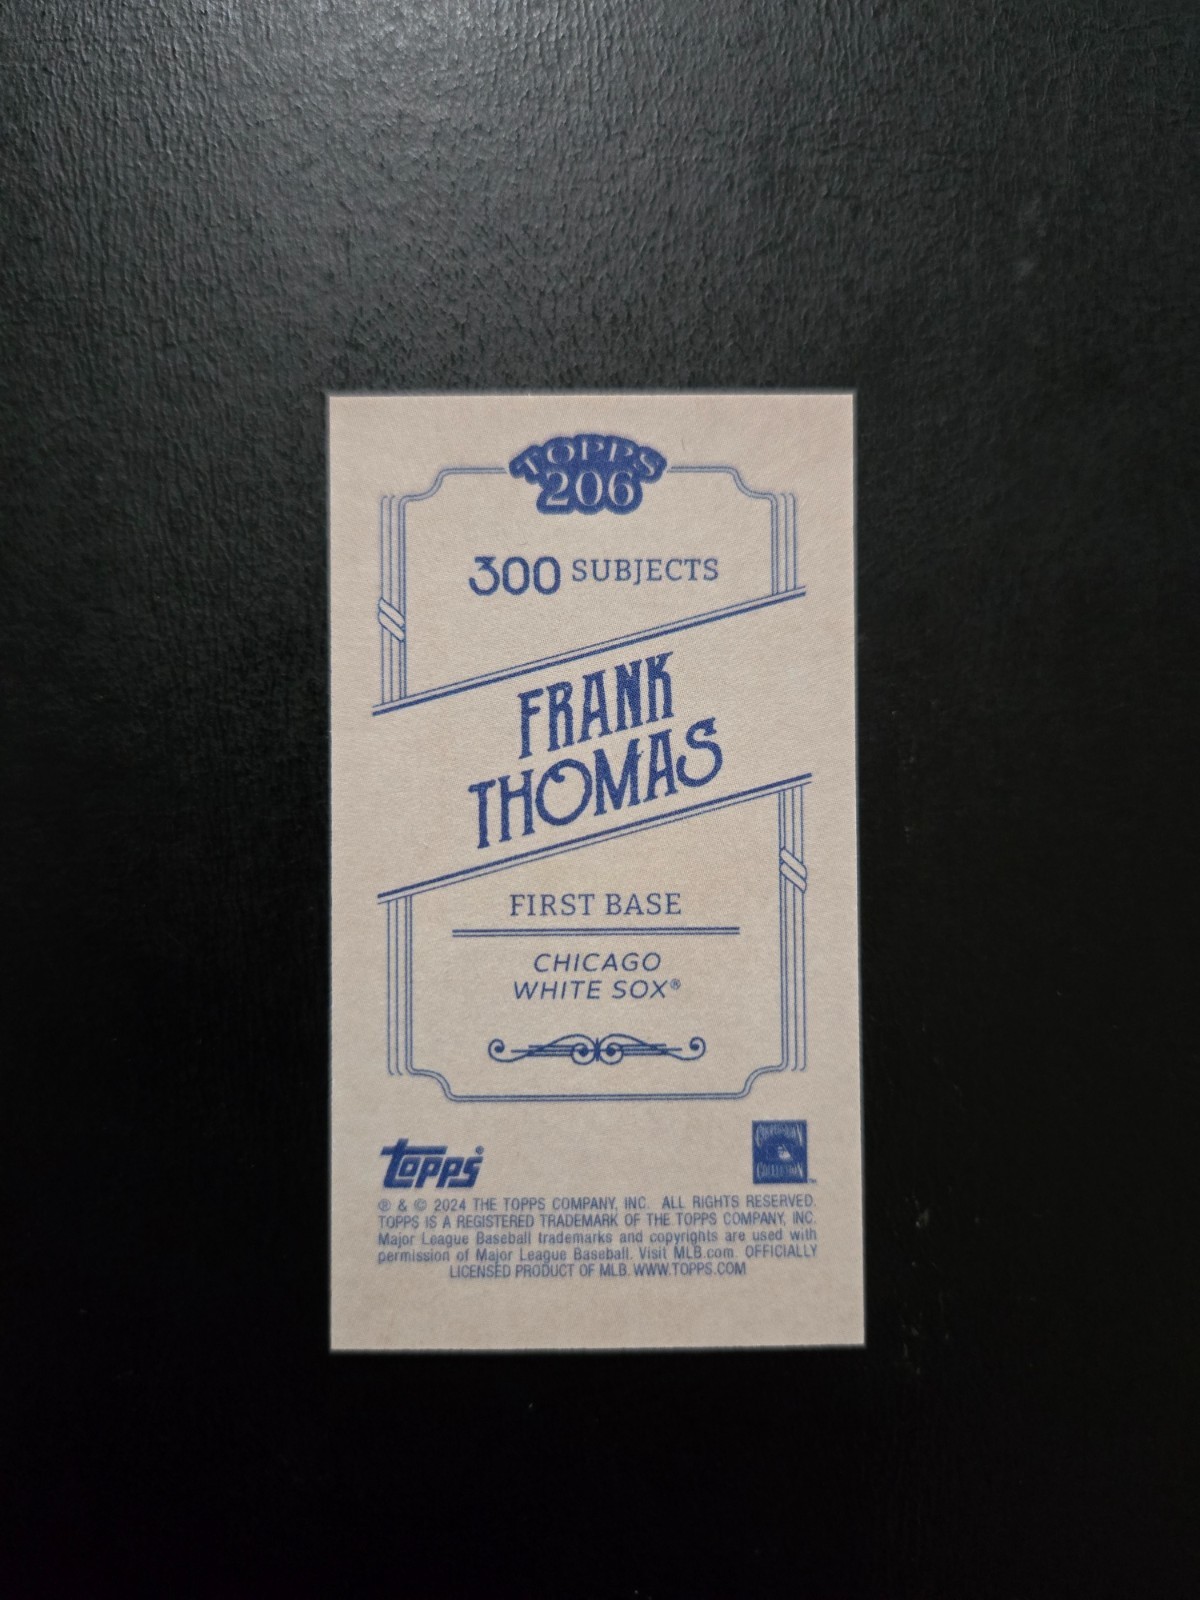 TOPPS
206
300 SUBJECTS
FRANK
THOMAS
FIRST BASE
CHICAGO
WHITE SOX®
topps®
COOPERSTOWN
COLLECTION™
® & © 2024 THE TOPPS COMPANY, INC. ALL RIGHTS RESERVED.
TOPPS IS A REGISTERED TRADEMARK OF THE TOPPS COMPANY, INC.
Major League Baseball trademarks and copyrights are used with
permission of Major League Baseball. Visit MLB.com. OFFICIALLY
LICENSED PRODUCT OF MLB. WWW.TOPPS.COM